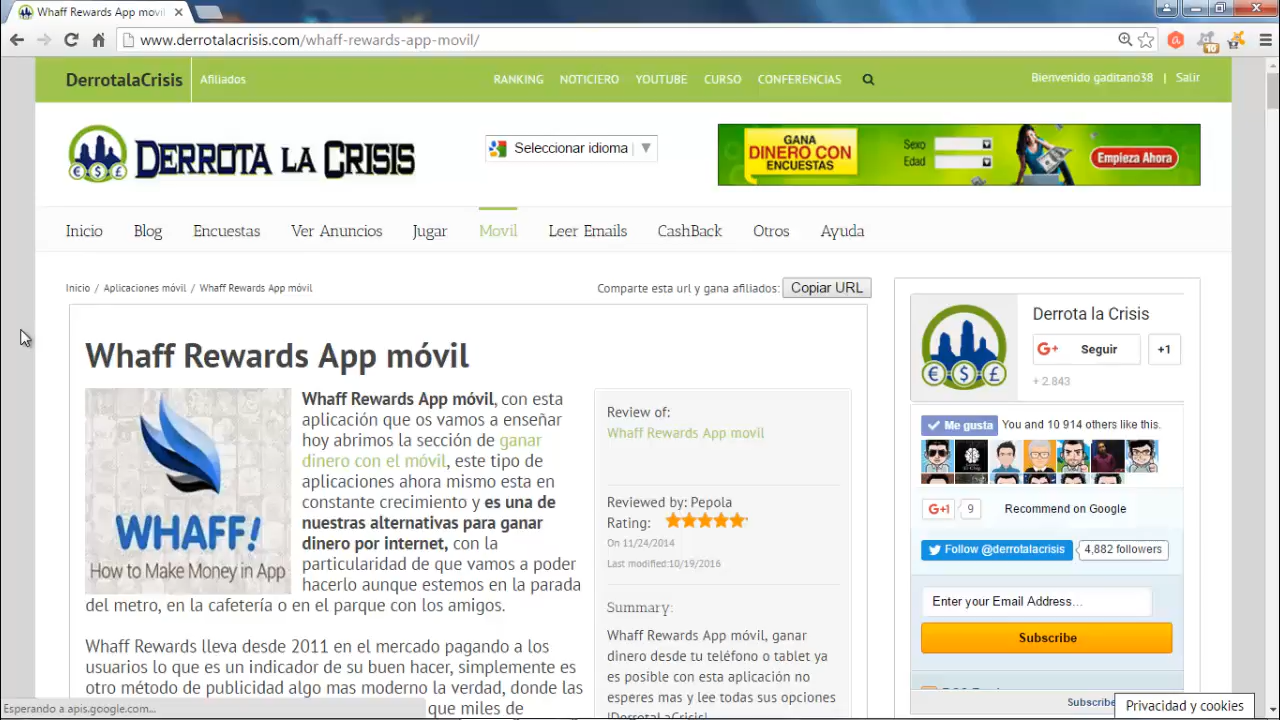 Whaff Rewards App movi
www.derrotalacrisis.com/whaff-rewards-app-movil/
10
DerrotalaCrisis
Afiliados
RANKING
NOTICIERO
YOUTUBE
CURSO
CONFERENCIAS
Bienvenido gaditano38 | Salir
DERROTA LA CRISIS
Seleccionar idioma
GANA
DINERO CON
ENCUESTAS
Sexo
Edad
Empieza Ahora
Inicio
Blog
Encuestas
Ver Anuncios
Jugar
Movil
Leer Emails
CashBack
Otros
Ayuda
Inicio / Aplicaciones móvil / Whaff Rewards App móvil
Comparte esta url y gana afiliados:
Copiar URL
Whaff Rewards App móvil
WHAFF!
How to Make Money in App
Whaff Rewards App móvil, con esta
aplicación que os vamos a enseñar
hoy abrimos la sección de ganar
dinero con el móvil, este tipo de
aplicaciones ahora mismo esta en
constante crecimiento y es una de
nuestras alternativas para ganar
dinero por internet, con la
particularidad de que vamos a poder
hacerlo aunque estemos en la parada
del metro, en la cafetería o en el parque con los amigos.
Whaff Rewards lleva desde 2011 en el mercado pagando a los
usuarios lo que es un indicador de su buen hacer, simplemente es
otro método de publicidad algo mas moderno la verdad, donde las
que miles de
Review of:
Whaff Rewards App movil
Reviewed by: Pepola
Rating:
On 11/24/2014
Last modified:10/19/2016
Summary:
Whaff Rewards App móvil, ganar
dinero desde tu teléfono o tablet ya
es posible con esta aplicación no
esperes mas y lee todas sus opciones
!DerrotaLaCrisis!
Derrota la Crisis
G+ Seguir
+1
+ 2.843
Me gusta
You and 10 914 others like this.
G+1
9
Recommend on Google
Follow @derrotalacrisis
4,882 followers
Enter your Email Address...
Subscribe
Subscribe
Privacidad y cookies
Esperando a apis.google.com...